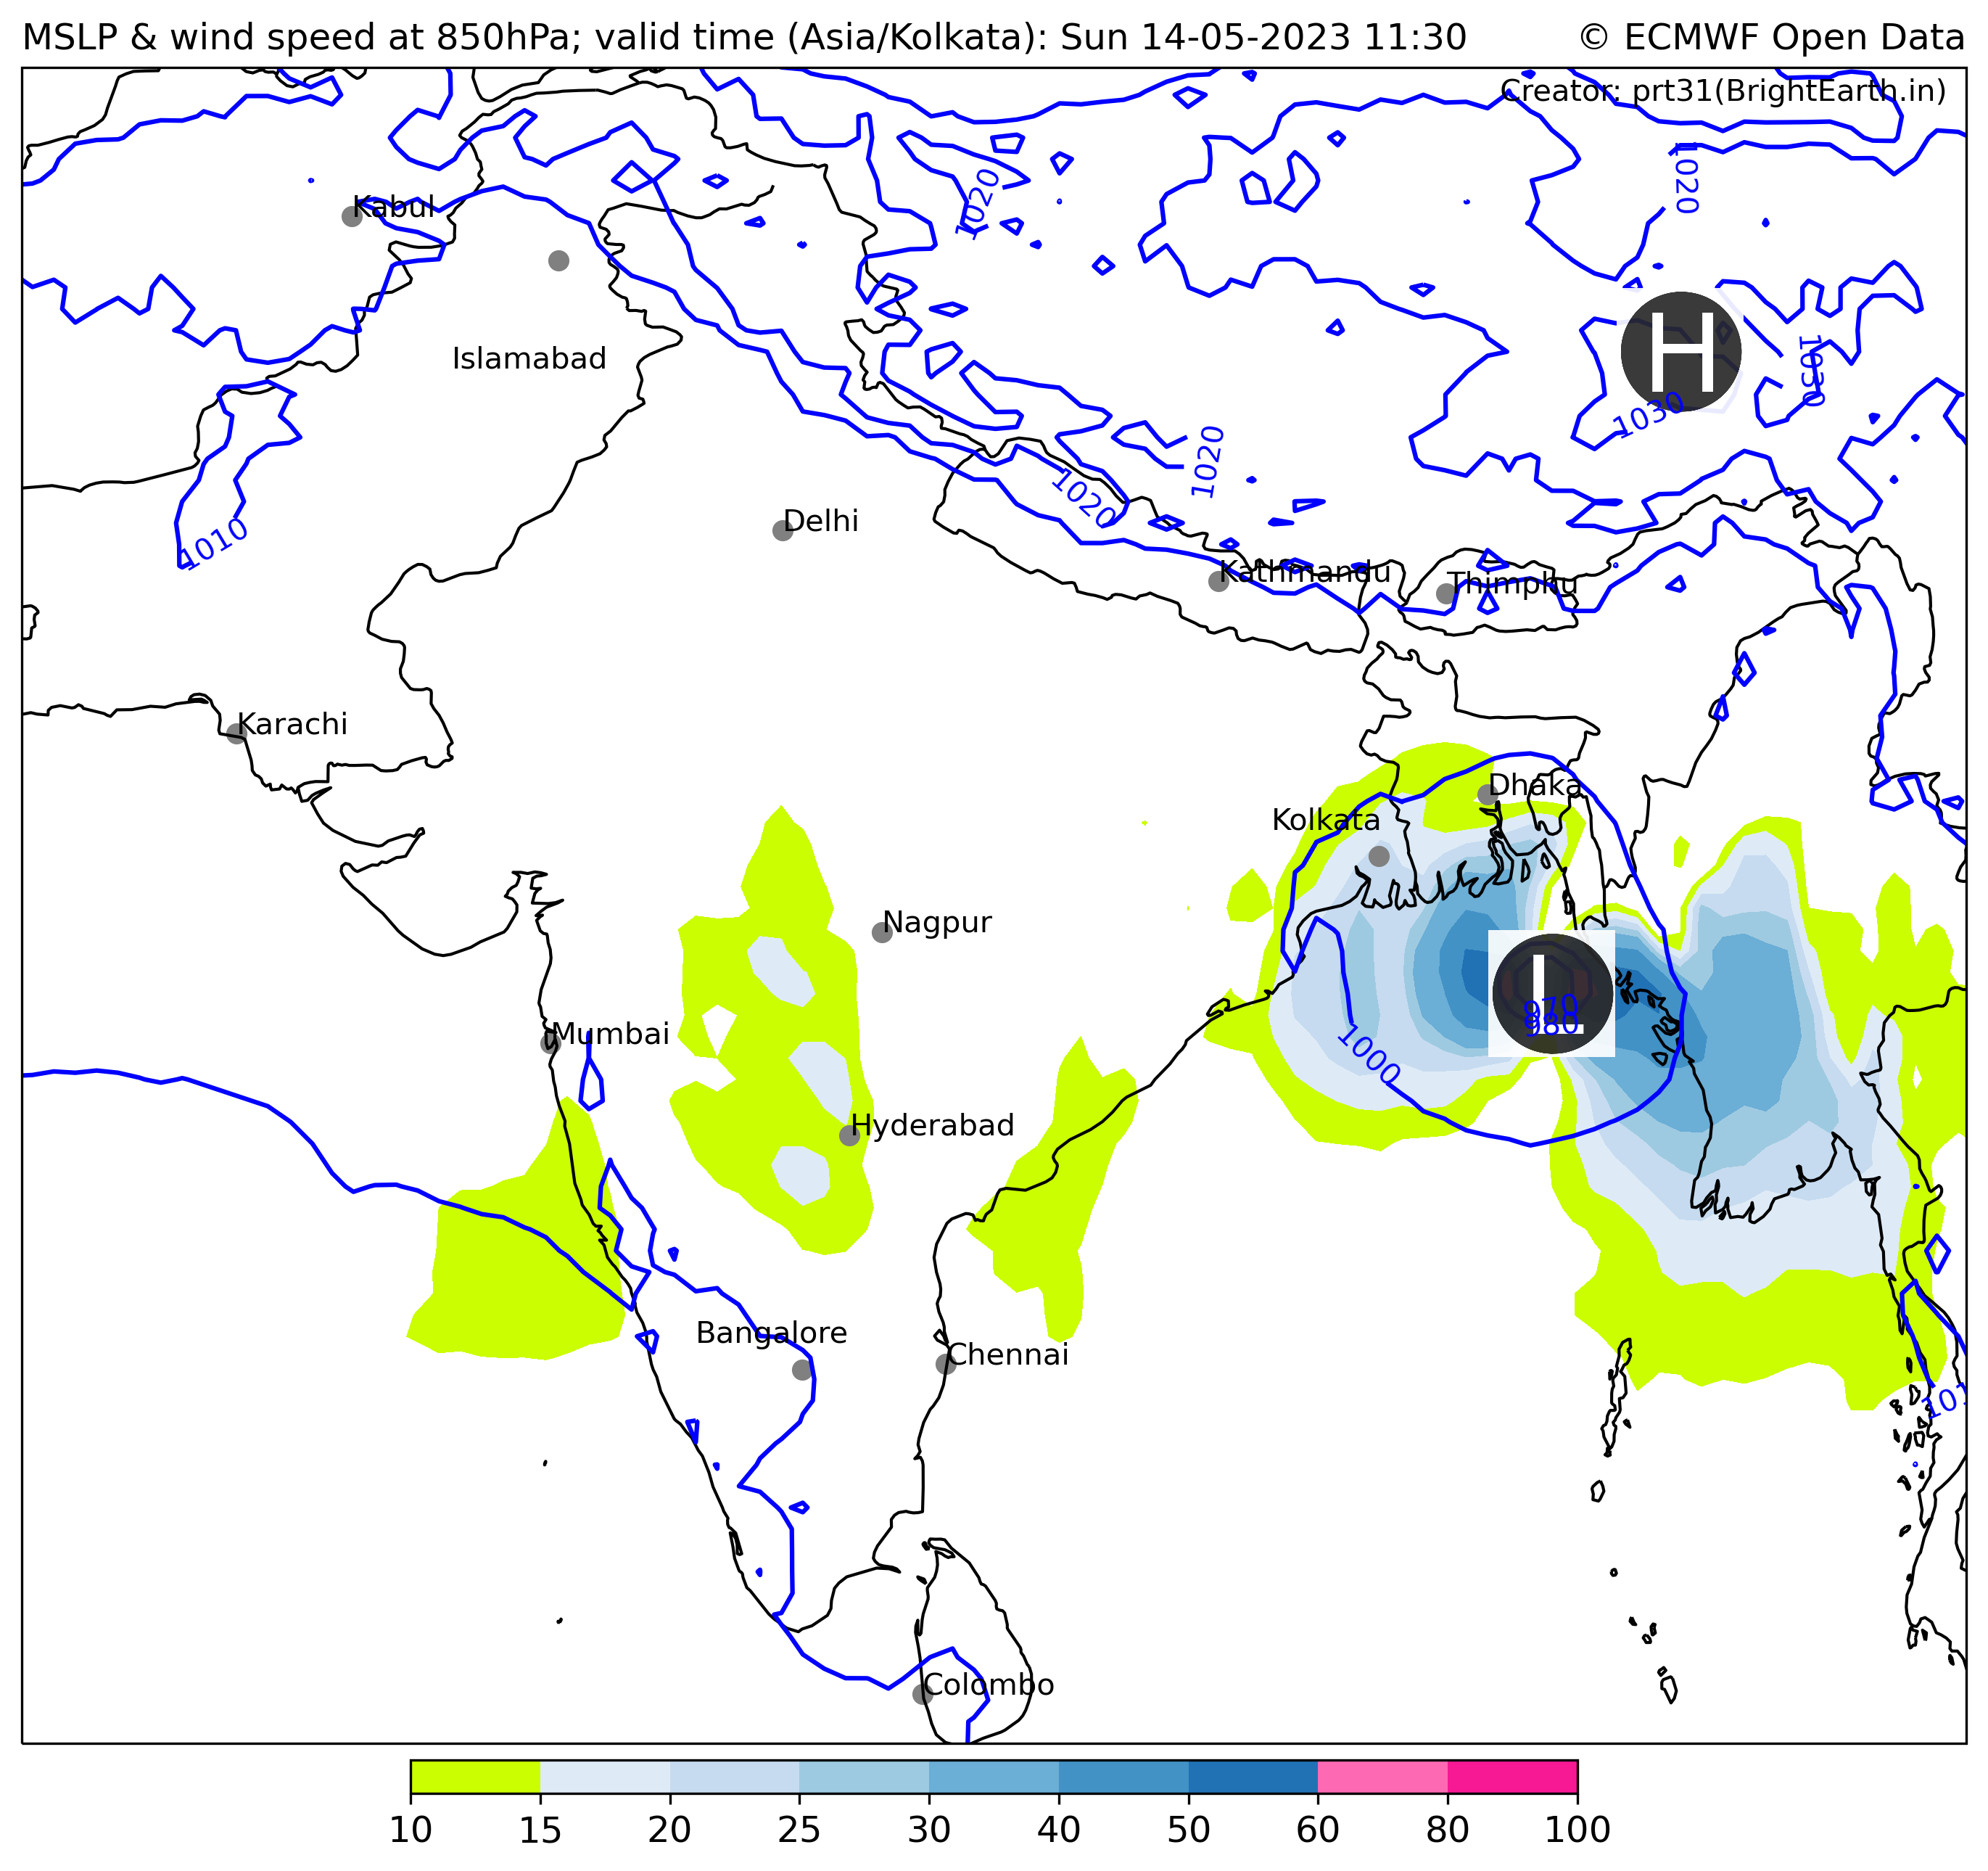 MSLP & wind speed at 850hPa; valid time (Asia/Kolkata): Sun 14-05-2023 11:30
© ECMWF Open Data
Creator: prt31(BrightEarth.in)
1020
1020
Kabul
Islamabad
H
1030
1030
1020
1020
1010
Delhi
Kathmandu
Thimphu
Karachi
Dhaka
Kolkata
Nagpur
L
970
980
Mumbai
1000
Hyderabad
Bangalore
Chennai
101
Colombo
10 15 20 25 30 40 50 60 80 100